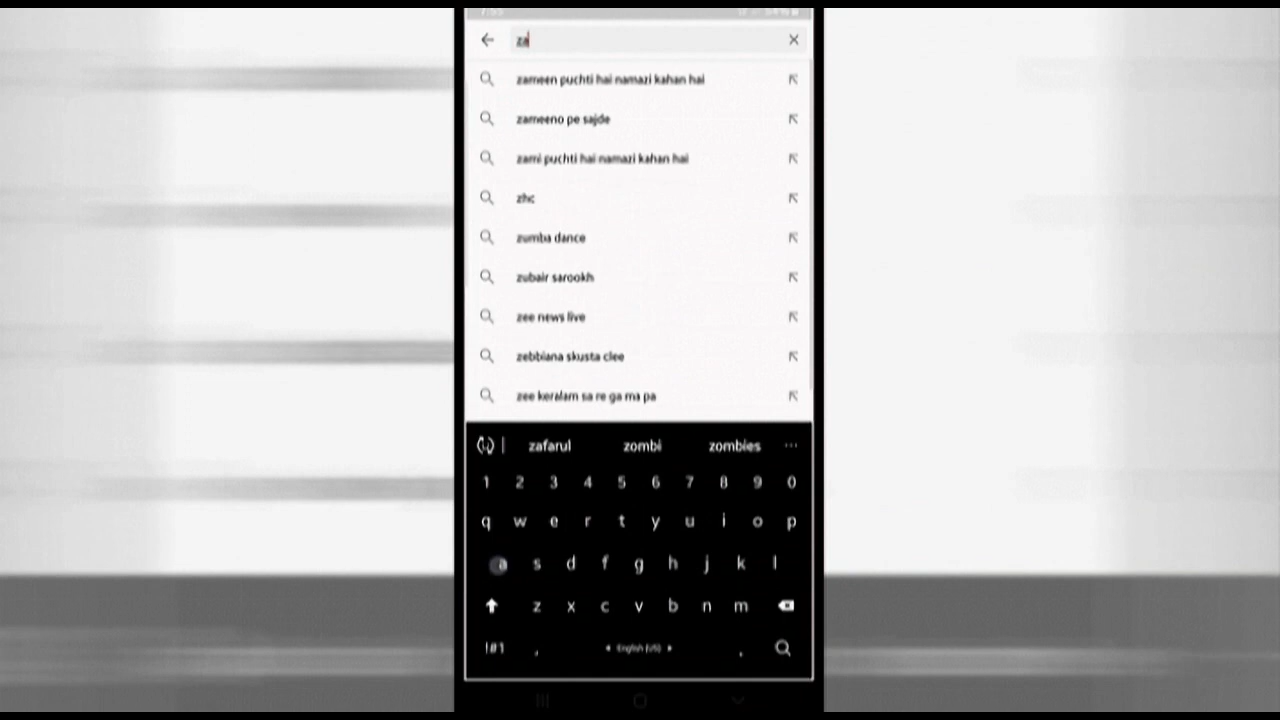 za
zameen puchti hai namazi kahan hai
zameeno pe sajde
zami puchti hai namazi kahan hai
zhc
zumba dance
zubair sarookh
zee news live
zebbiana skusta clee
zee keralam sa re ga ma pa
zafarul zombi zombies
1 2 3 4 5 6 7 8 9 0
q w e r t y u i o p
a s d f g h j k l
z x c v b n m
!#1 , English (US) .